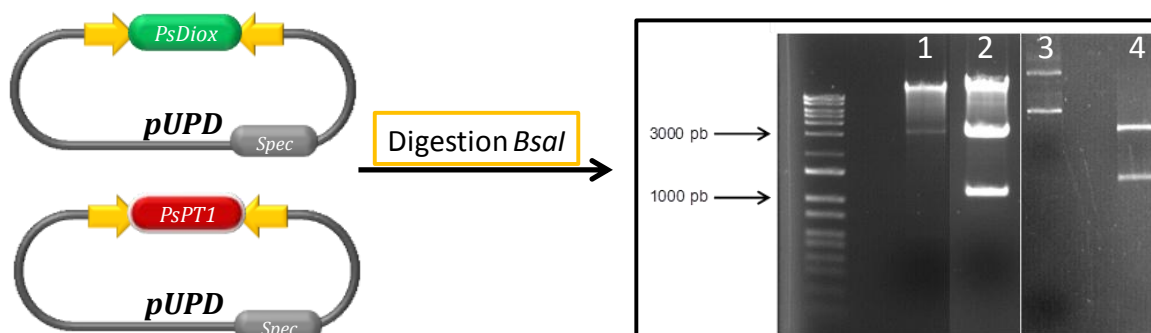 PsDiox
pUPD
Spec
PsPT1
pUPD
Spec
Digestion BsaI
1 2 3 4
3000 pb
1000 pb